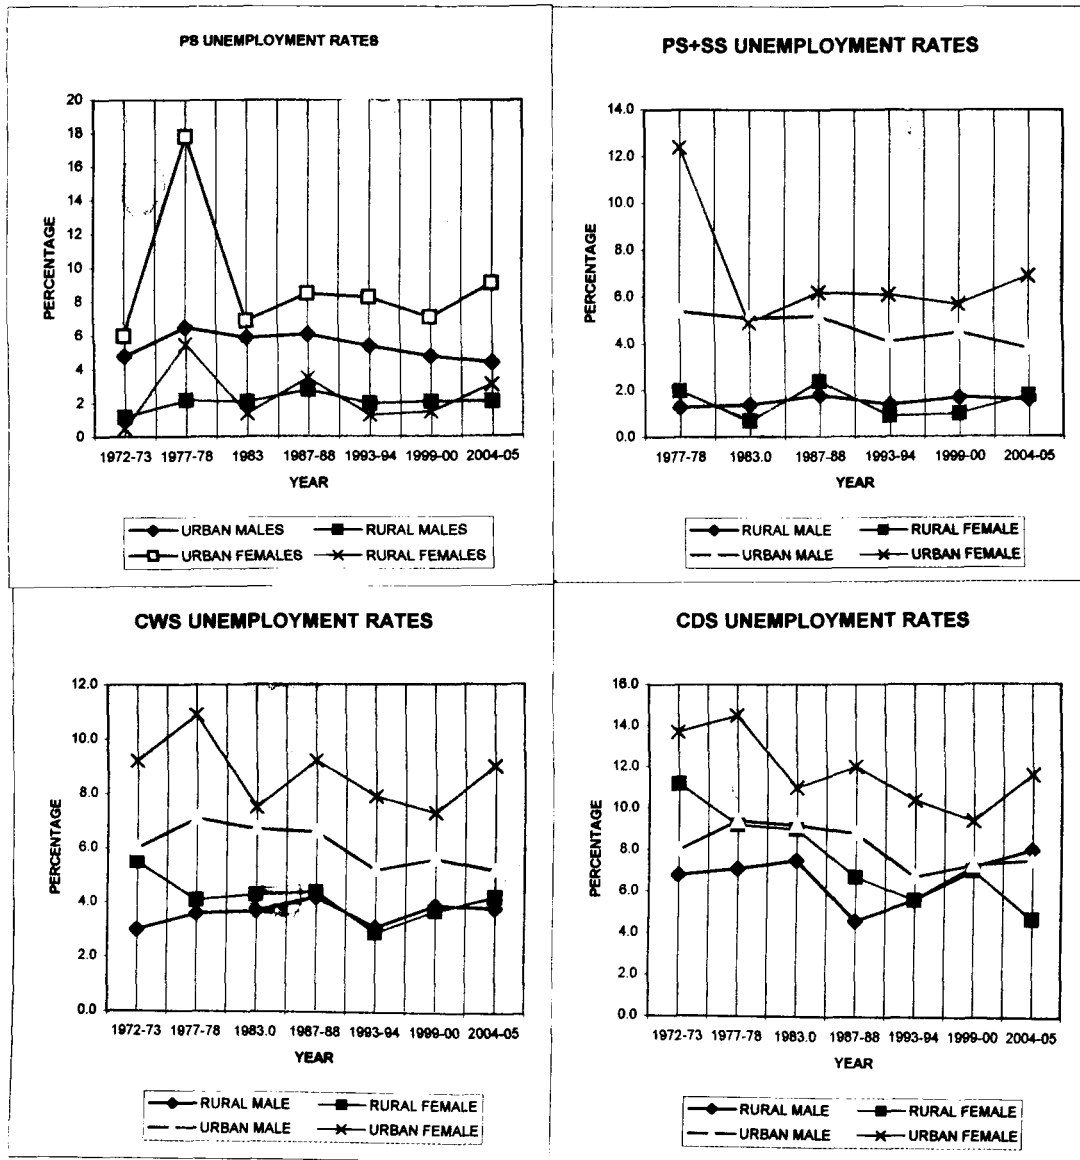 PS UNEMPLOYMENT RATES
PERCENTAGE
20
18
16
14
12
10
8
6
4
2
0
1972-73 1977-78 1983 1987-88 1993-94 1999-00 2004-05
YEAR
URBAN MALES RURAL MALES
URBAN FEMALES RURAL FEMALES
PS+SS UNEMPLOYMENT RATES
PERCENTAGE
14.0
12.0
10.0
8.0
6.0
4.0
2.0
0.0
1977-78 1983.0 1987-88 1993-94 1999-00 2004-05
YEAR
RURAL MALE RURAL FEMALE
URBAN MALE URBAN FEMALE
CWS UNEMPLOYMENT RATES
PERCENTAGE
12.0
10.0
8.0
6.0
4.0
2.0
0.0
1972-73 1977-78 1983.0 1987-88 1993-94 1999-00 2004-05
YEAR
RURAL MALE RURAL FEMALE
URBAN MALE URBAN FEMALE
CDS UNEMPLOYMENT RATES
PERCENTAGE
16.0
14.0
12.0
10.0
8.0
6.0
4.0
2.0
0.0
1972-73 1977-78 1983.0 1987-88 1993-94 1999-00 2004-05
YEAR
RURAL MALE RURAL FEMALE
URBAN MALE URBAN FEMALE